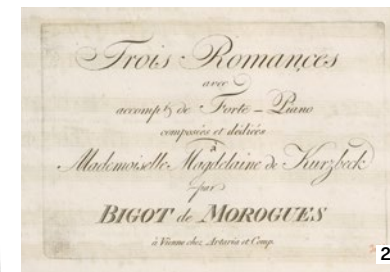 Trois Romances
avec
accompt. de Forte-Piano
composées et dédiées
à
Mademoiselle Magdelaine de Kurzbeck
par
BIGOT de MOROGUES
à Vienne chez Artaria et Comp.
2